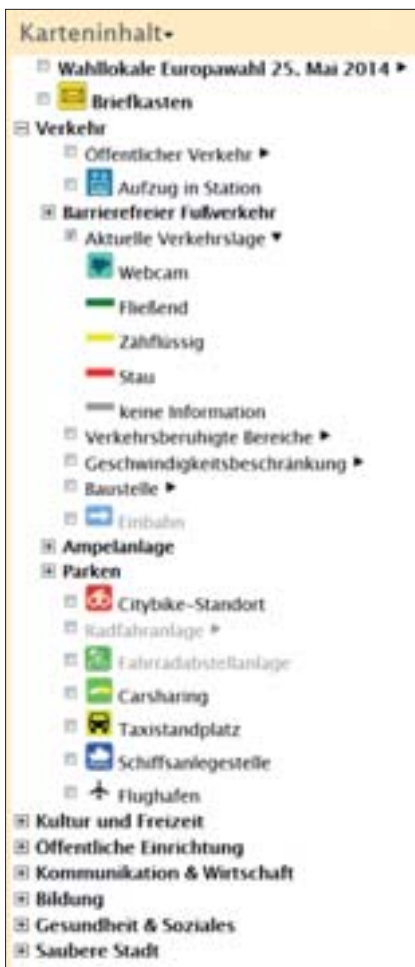 Karteninhalt
Wahllokale Europawahl 25. Mai 2014
Briefkasten
Verkehr
Öffentlicher Verkehr
Aufzug in Station
Barrierefreier Fußverkehr
Aktuelle Verkehrslage
Webcam
Fließend
Zähflüssig
Stau
keine Information
Verkehrsberuhigte Bereiche
Geschwindigkeitsbeschränkung
Baustelle
Einbahn
Ampelanlage
Parken
Citybike-Standort
Radfahranlage
Fahrradabstellanlage
Carsharing
Taxistandplatz
Schiffsanlegestelle
Flughafen
Kultur und Freizeit
Öffentliche Einrichtung
Kommunikation & Wirtschaft
Bildung
Gesundheit & Soziales
Saubere Stadt